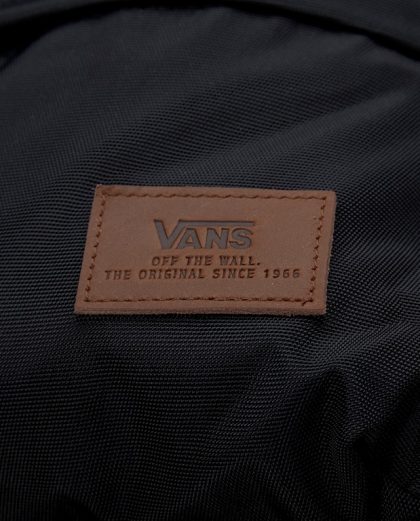 VANS
OFF THE WALL.
THE ORIGINAL SINCE 1966